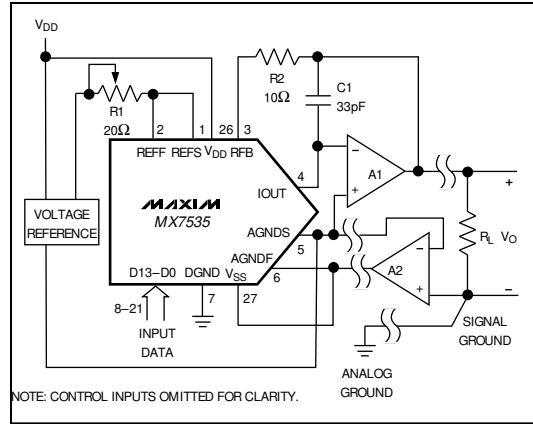 VDD
R2
10Ω
C1
33pF
R1
20Ω
2
1
26
3
REFF
REFS
VDD
RFB
4
IOUT
−
+
A1
MAXIM
MX7535
VOLTAGE
REFERENCE
AGNDS
5
AGNDF
6
A2
−
+
+
RL
VO
−
D13–D0
DGND
VSS
8–21
7
27
INPUT
DATA
SIGNAL
GROUND
ANALOG
GROUND
NOTE: CONTROL INPUTS OMITTED FOR CLARITY.